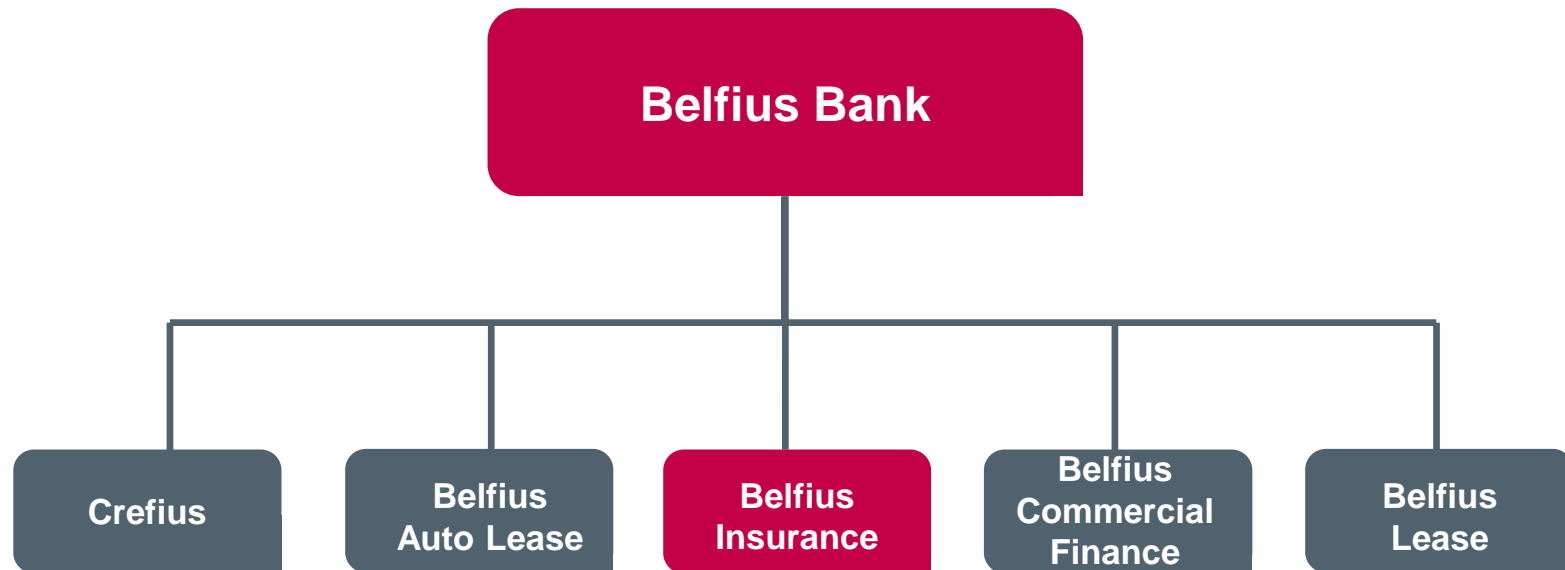 Belfius Bank
Crefius
Belfius
Auto Lease
Belfius
Insurance
Belfius
Commercial
Finance
Belfius
Lease